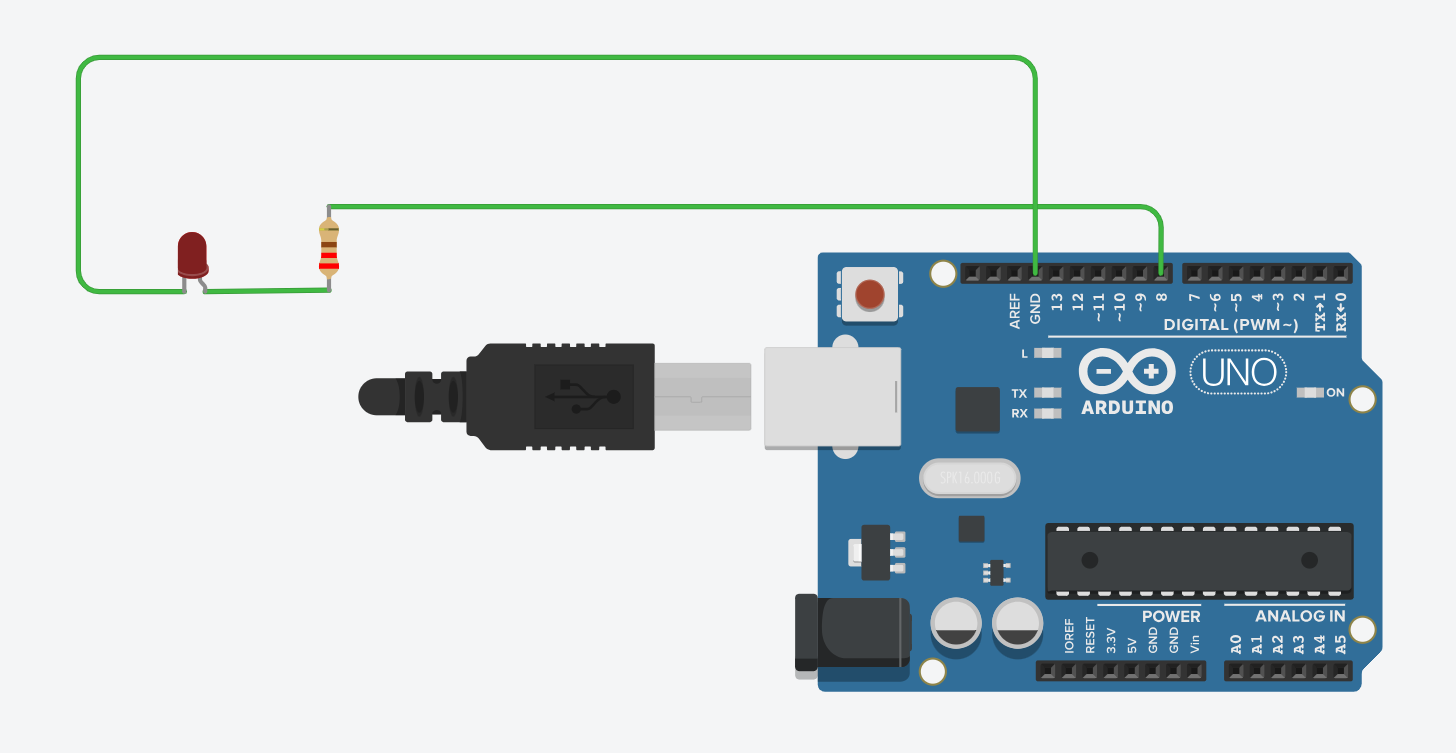 AREF
GND
13
12
~11
~10
~9
8
7
~6
~5
4
~3
2
TX→1
RX←0
DIGITAL (PWM~)
L
TX
RX
UNO
ARDUINO
ON
SPK16.000G
POWER
ANALOG IN
IOREF
RESET
3.3V
5V
GND
GND
Vin
A0
A1
A2
A3
A4
A5